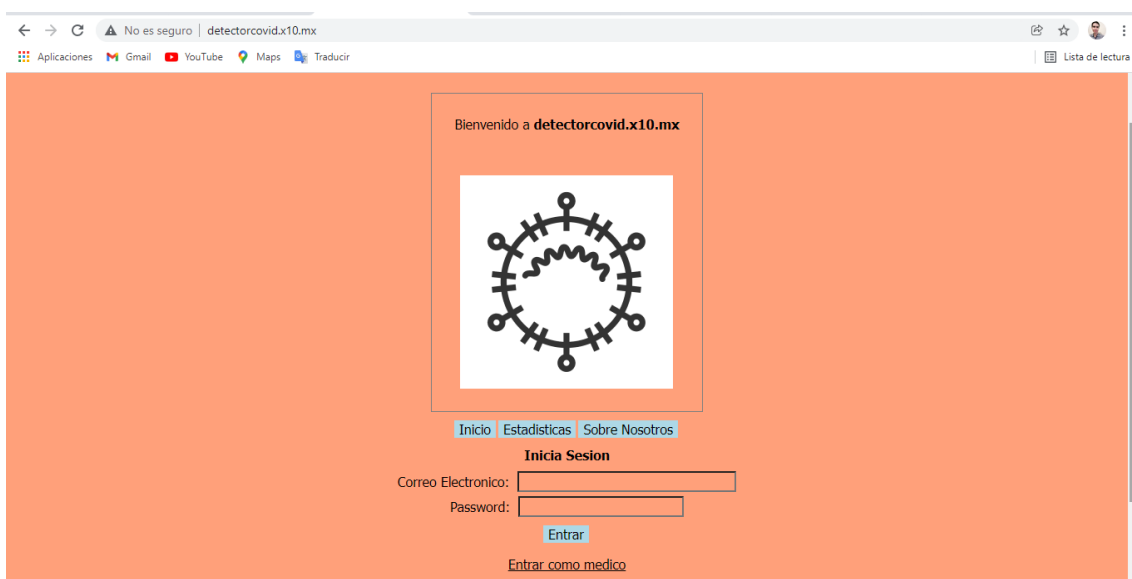 No es seguro | detectorcovid.x10.mx
Aplicaciones Gmail YouTube Maps Traducir Lista de lectura
Bienvenido a detectorcovid.x10.mx
Inicio Estadisticas Sobre Nosotros
Inicia Sesion
Correo Electronico:
Password:
Entrar
Entrar como medico